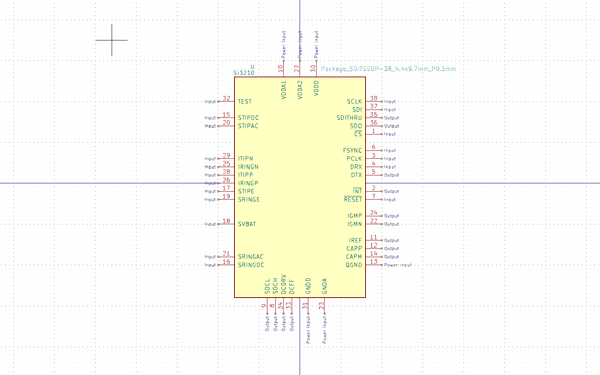 Power Input
Power Input
Power Input
10
27
30
VDDA1
VDDA2
VDDD
U
Si3210
Package_SO:TSSOP-38_4.4x9.7mm_P0.5mm
Input 32 TEST
Input 15 STIPDC
Input 20 STIPAC
Input 29 ITIPN
Input 25 IRINGN
Input 28 ITIPP
Input 26 IRINGP
Input 17 STIPE
Input 19 SRINGE
Input 18 SVBAT
Input 21 SRINGAC
Input 16 SRINGDC
SCLK 38 Input
SDI 37 Input
SDITHRU 35 Output
SDO 36 Output
CS 1 Input
FSYNC 6 Input
PCLK 3 Input
DRX 4 Input
DTX 5 Output
INT 2 Output
RESET 7 Input
IGMP 24 Output
IGMN 22 Output
IREF 11 Output
CAPP 12 Output
CAPM 14 Output
QGND 13 Power Input
SDCL
SDCH
DCDRV
DCFF
GNDD
GNDA
9
8
34
33
31
23
Output
Output
Output
Output
Power Input
Power Input